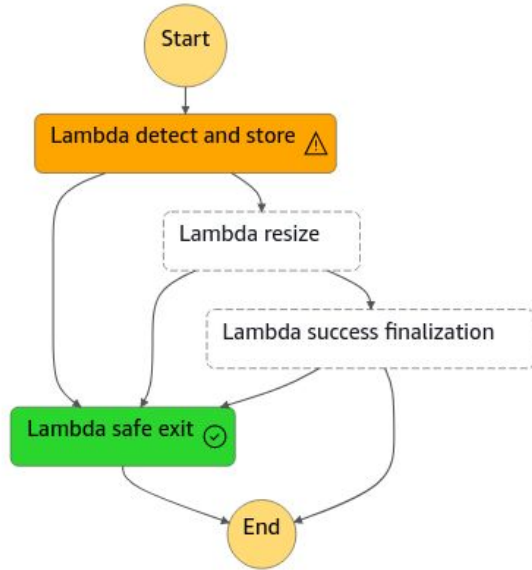 Start
Lambda detect and store
Lambda resize
Lambda success finalization
Lambda safe exit
End